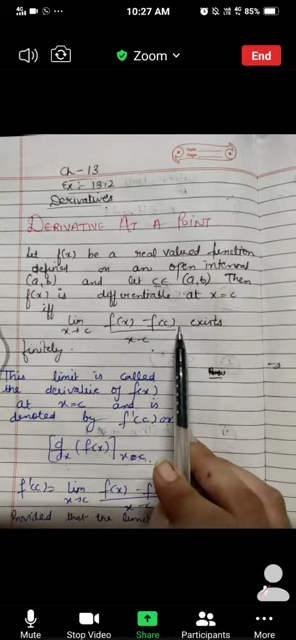 4G
10:27 AM
4G
85%
Zoom
End
Ch - 13
Ex :- 13.2
Derivatives
DERIVATIVE AT A POINT
Let f(x) be a real valued function
defined on an open interval
(a,b) and let c∈ (a,b) Then
f(x) is differentiable at x=c
iff lim x→c f(x) - f(c) / x-c exists
finitely.
This limit is called
the derivative of f(x)
at x=c and is
denoted by f'(c) or
[d/dx (f(x)] x=c.
f'(c) = lim x→c f(x) - f / x-
Provided that the limit
Mic
Video
Share
Participants
More